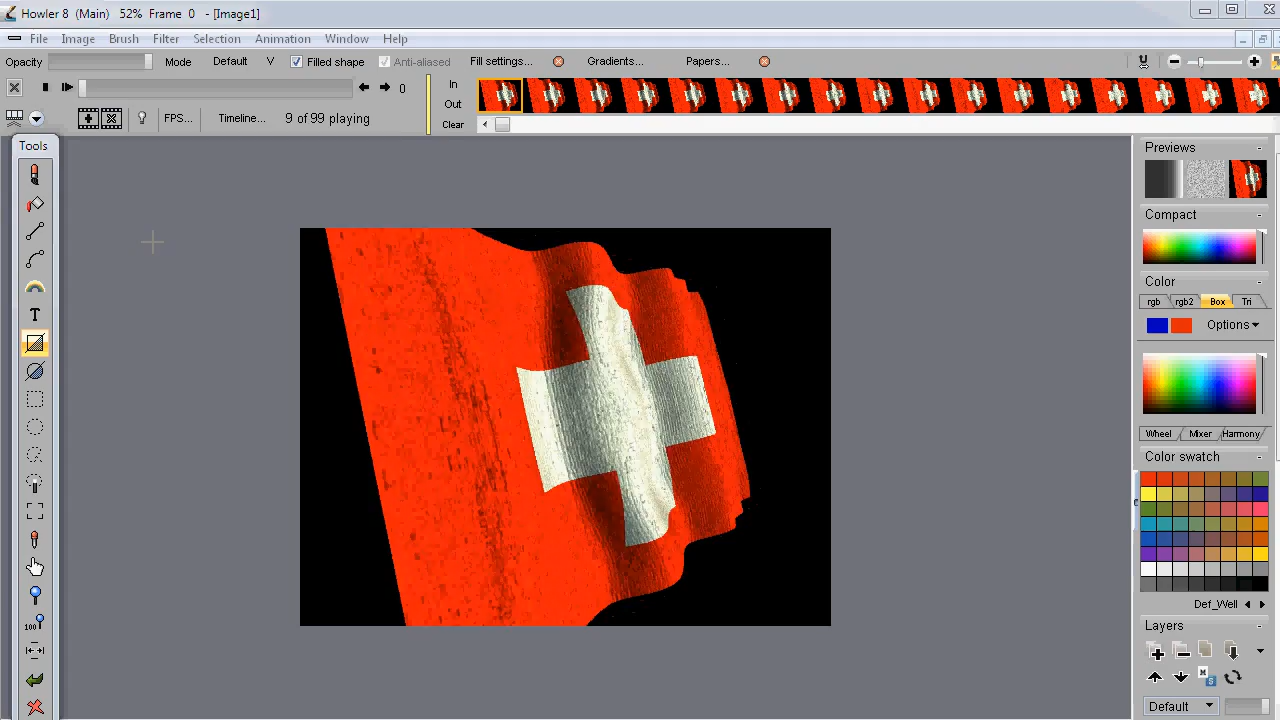 Howler 8 (Main) 52% Frame 0 - [Image1]
File Image Brush Filter Selection Animation Window Help
Opacity Mode Default V Filled shape Anti-aliased Fill settings... Gradients... Papers...
0 In
Out
FPS... Timeline... 9 of 99 playing Clear
Tools
T
100
Previews
Compact
Color
rgb rgb2 Box Tri
Options
Wheel Mixer Harmony
Color swatch
Def_Well
Layers
M
S
Default